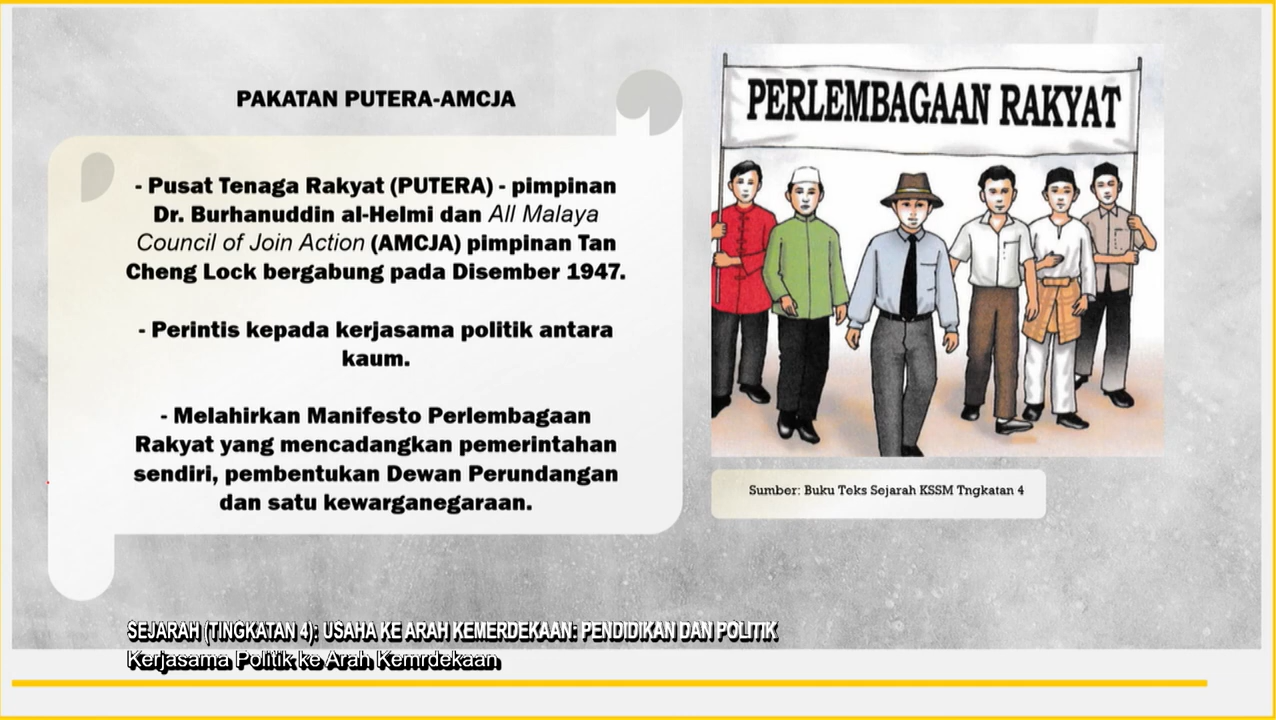 PAKATAN PUTERA-AMCJA
- Pusat Tenaga Rakyat (PUTERA) - pimpinan
Dr. Burhanuddin al-Helmi dan All Malaya
Council of Join Action (AMCJA) pimpinan Tan
Cheng Lock bergabung pada Disember 1947.
- Perintis kepada kerjasama politik antara
kaum.
- Melahirkan Manifesto Perlembagaan
Rakyat yang mencadangkan pemerintahan
sendiri, pembentukan Dewan Perundangan
dan satu kewarganegaraan.
PERLEMBAGAAN RAKYAT
Sumber: Buku Teks Sejarah KSSM Tngkatan 4
SEJARAH (TINGKATAN 4): USAHA KE ARAH KEMERDEKAAN: PENDIDIKAN DAN POLITIK
Kerjasama Politik ke Arah Kemrdekaan